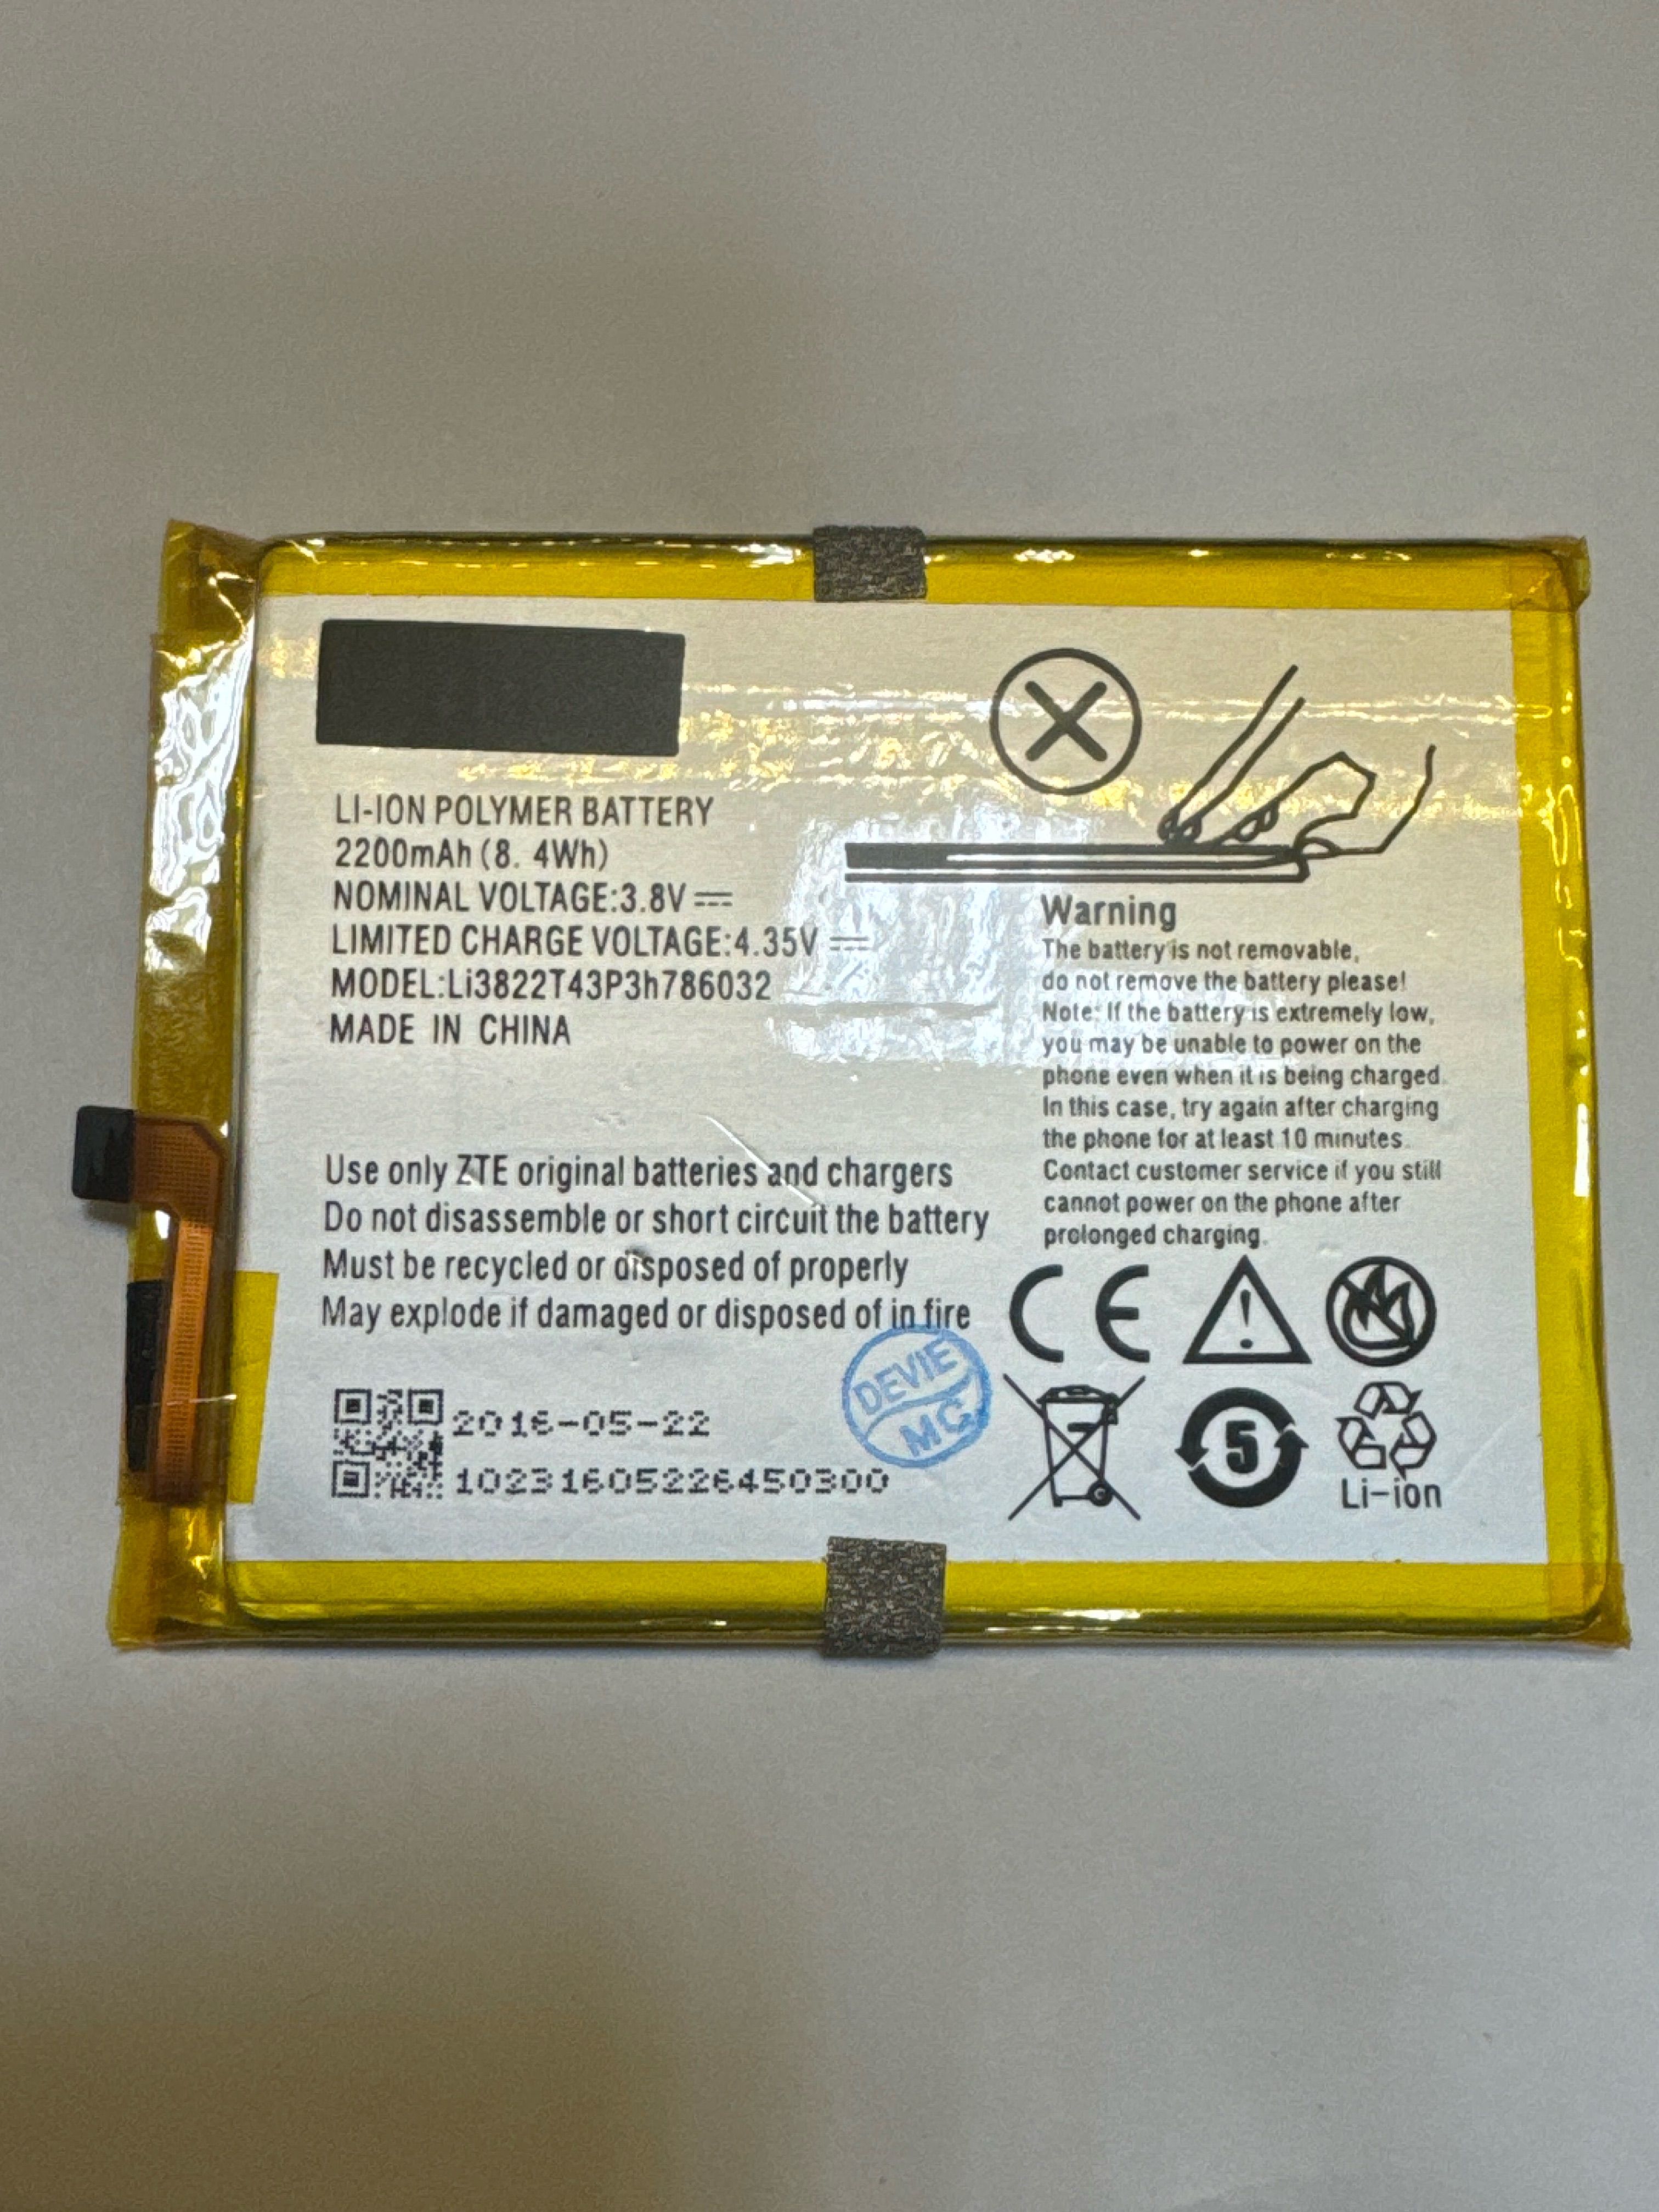 LI-ION POLYMER BATTERY
2200mAh (8. 4Wh)
NOMINAL VOLTAGE:3.8V
LIMITED CHARGE VOLTAGE:4.35V
MODEL:Li3822T43P3h786032
MADE IN CHINA
Use only ZTE original batteries and chargers
Do not disassemble or short circuit the battery
Must be recycled or disposed of properly
May explode if damaged or disposed of in fire
2016-05-22
10231605226450300
Warning
The battery is not removable,
do not remove the battery please!
Note: If the battery is extremely low,
you may be unable to power on the
phone even when it is being charged.
In this case, try again after charging
the phone for at least 10 minutes.
Contact customer service if you still
cannot power on the phone after
prolonged charging.
CE
DEVIE
MC
5
Li-ion